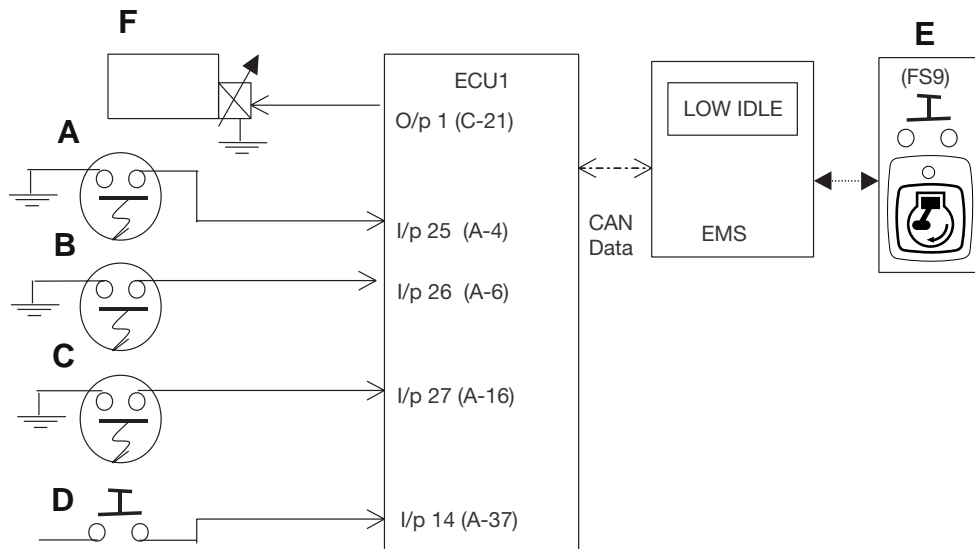 F
ECU1
O/p 1 (C-21)
A
I/p 25 (A-4)
B
I/p 26 (A-6)
C
I/p 27 (A-16)
D
I/p 14 (A-37)
CAN
Data
LOW IDLE
EMS
E
(FS9)